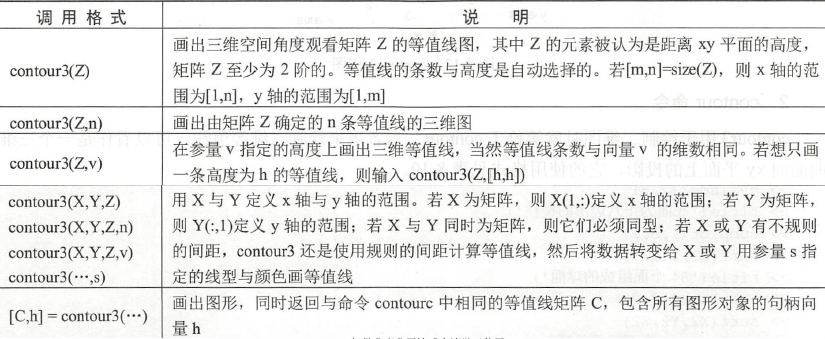 调 用 格 式
说 明
contour3(Z)
画出三维空间角度观看矩阵 Z 的等值线图，其中 Z 的元素被认为是距离 xy 平面的高度，
矩阵 Z 至少为 2 阶的。等值线的条数与高度是自动选择的。若[m,n]=size(Z)，则 x 轴的范
围为[1,n]，y 轴的范围为[1,m]
contour3(Z,n)
画出由矩阵 Z 确定的 n 条等值线的三维图
contour3(Z,v)
在参量 v 指定的高度上画出三维等值线，当然等值线条数与向量 v 的维数相同。若想只画
一条高度为 h 的等值线，则输入 contour3(Z,[h,h])
contour3(X,Y,Z)
contour3(X,Y,Z,n)
contour3(X,Y,Z,v)
contour3(⋯,s)
用 X 与 Y 定义 x 轴与 y 轴的范围。若 X 为矩阵，则 X(1,:)定义 x 轴的范围；若 Y 为矩阵，
则 Y(:,1)定义 y 轴的范围；若 X 与 Y 同时为矩阵，则它们必须同型；若 X 或 Y 有不规则
的间距，contour3 还是使用规则的间距计算等值线，然后将数据转变给 X 或 Y 用参量 s 指
定的线型与颜色画等值线
[C,h] = contour3(⋯)
画出图形，同时返回与命令 contourc 中相同的等值线矩阵 C，包含所有图形对象的句柄向
量 h